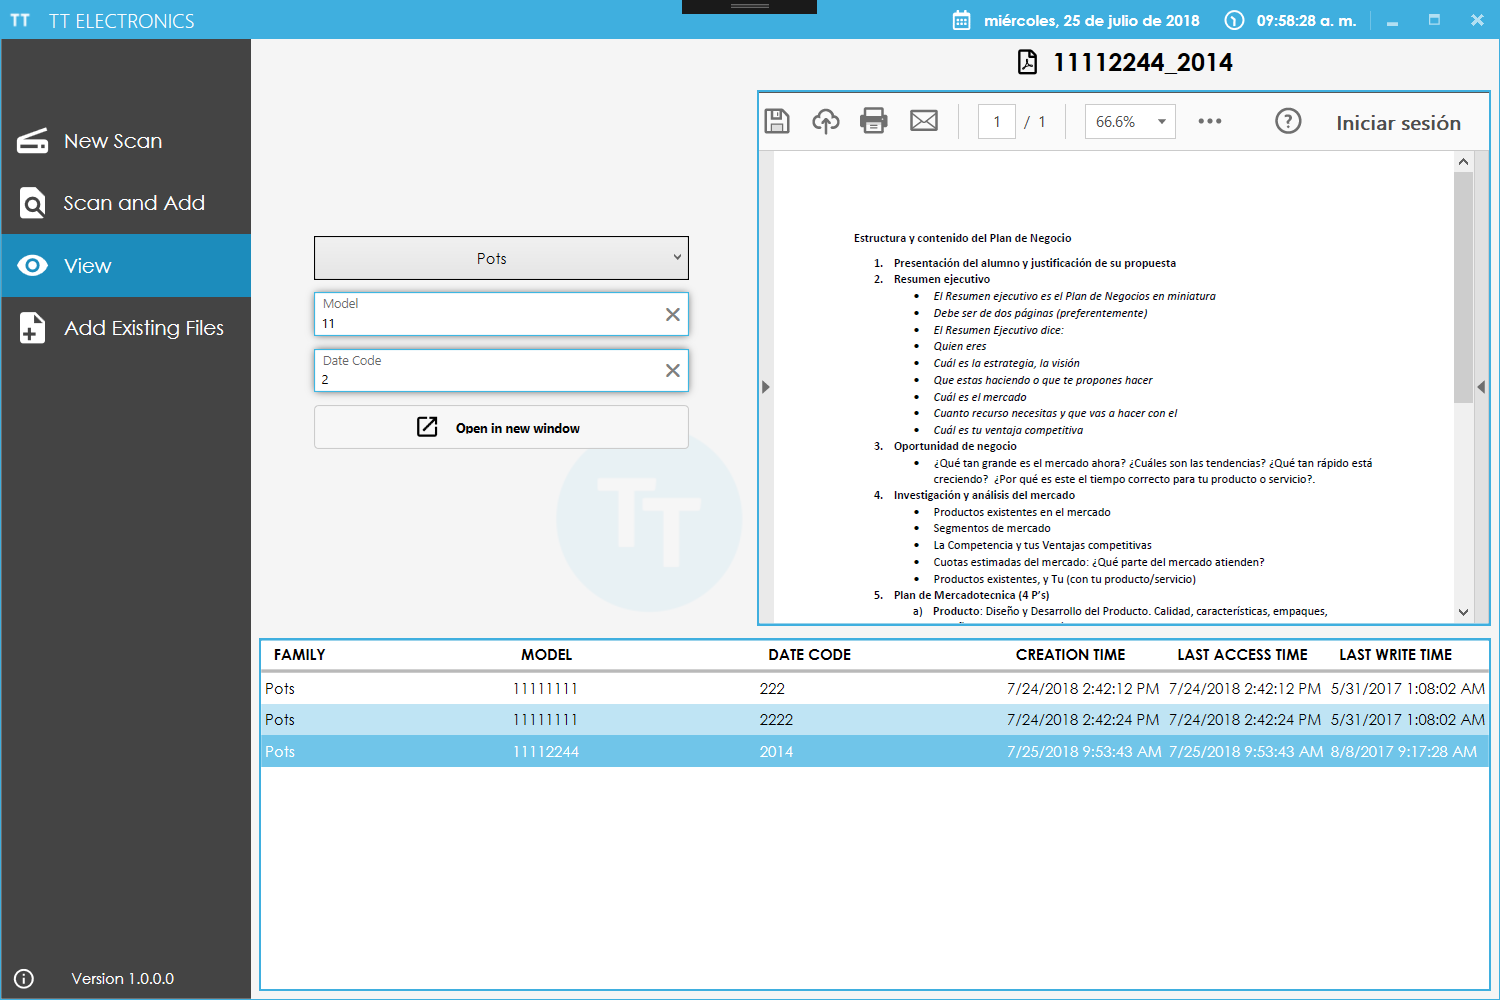 TT TT ELECTRONICS
miércoles, 25 de julio de 2018 09:58:28 a. m.
New Scan
Scan and Add
View
Add Existing Files
Version 1.0.0.0
Pots
Model
11
Date Code
2
Open in new window
TT
11112244_2014
1 / 1 66.6% ••• ? Iniciar sesión
Estructura y contenido del Plan de Negocio
1. Presentación del alumno y justificación de su propuesta
2. Resumen ejecutivo
• El Resumen ejecutivo es el Plan de Negocios en miniatura
• Debe ser de dos páginas (preferentemente)
• El Resumen Ejecutivo dice:
• Quien eres
• Cuál es la estrategia, la visión
• Que estas haciendo o que te propones hacer
• Cuál es el mercado
• Cuanto recurso necesitas y que vas a hacer con el
• Cuál es tu ventaja competitiva
3. Oportunidad de negocio
• ¿Qué tan grande es el mercado ahora? ¿Cuáles son las tendencias? ¿Qué tan rápido está
creciendo? ¿Por qué es este el tiempo correcto para tu producto o servicio?.
4. Investigación y análisis del mercado
• Productos existentes en el mercado
• Segmentos de mercado
• La Competencia y tus Ventajas competitivas
• Cuotas estimadas del mercado: ¿Qué parte del mercado atienden?
• Productos existentes, y Tu (con tu producto/servicio)
5. Plan de Mercadotecnica (4 P's)
a) Producto: Diseño y Desarrollo del Producto. Calidad, características, empaques,
FAMILY MODEL DATE CODE CREATION TIME LAST ACCESS TIME LAST WRITE TIME
Pots 11111111 222 7/24/2018 2:42:12 PM 7/24/2018 2:42:12 PM 5/31/2017 1:08:02 AM
Pots 11111111 2222 7/24/2018 2:42:24 PM 7/24/2018 2:42:24 PM 5/31/2017 1:08:02 AM
Pots 11112244 2014 7/25/2018 9:53:43 AM 7/25/2018 9:53:43 AM 8/8/2017 9:17:28 AM